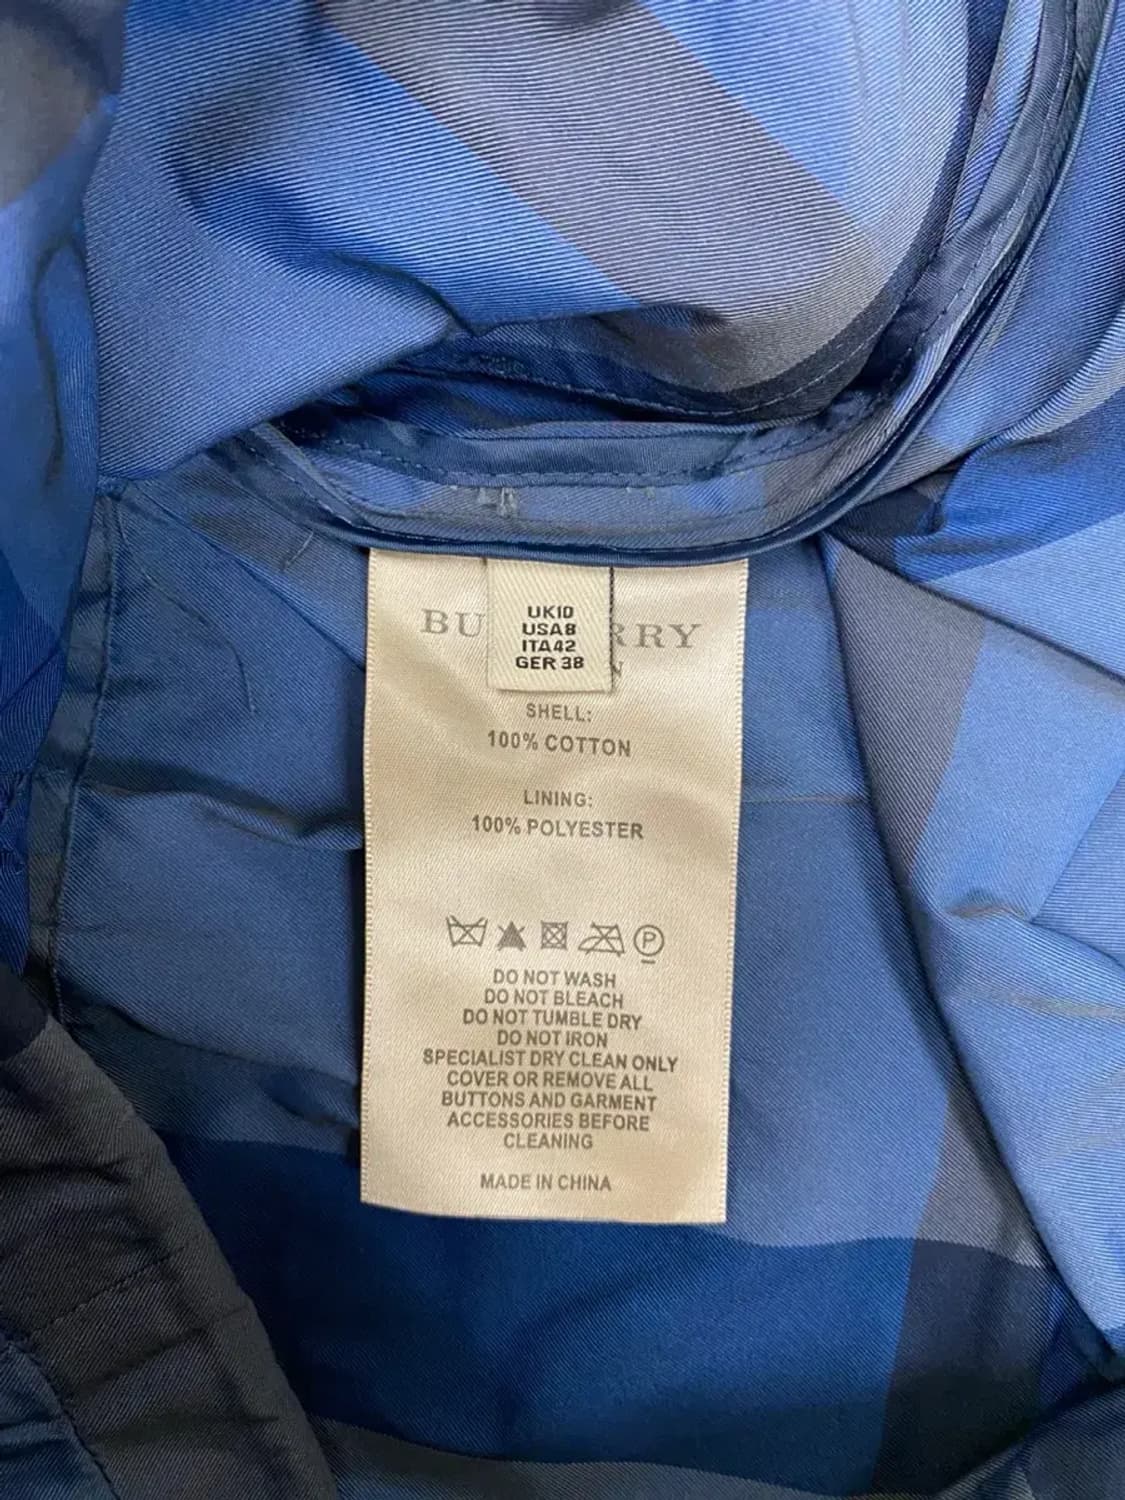 UK10
USA8
ITA42
GER 38
BU RRY
N
SHELL:
100% COTTON
LINING:
100% POLYESTER
P
DO NOT WASH
DO NOT BLEACH
DO NOT TUMBLE DRY
DO NOT IRON
SPECIALIST DRY CLEAN ONLY
COVER OR REMOVE ALL
BUTTONS AND GARMENT
ACCESSORIES BEFORE
CLEANING
MADE IN CHINA